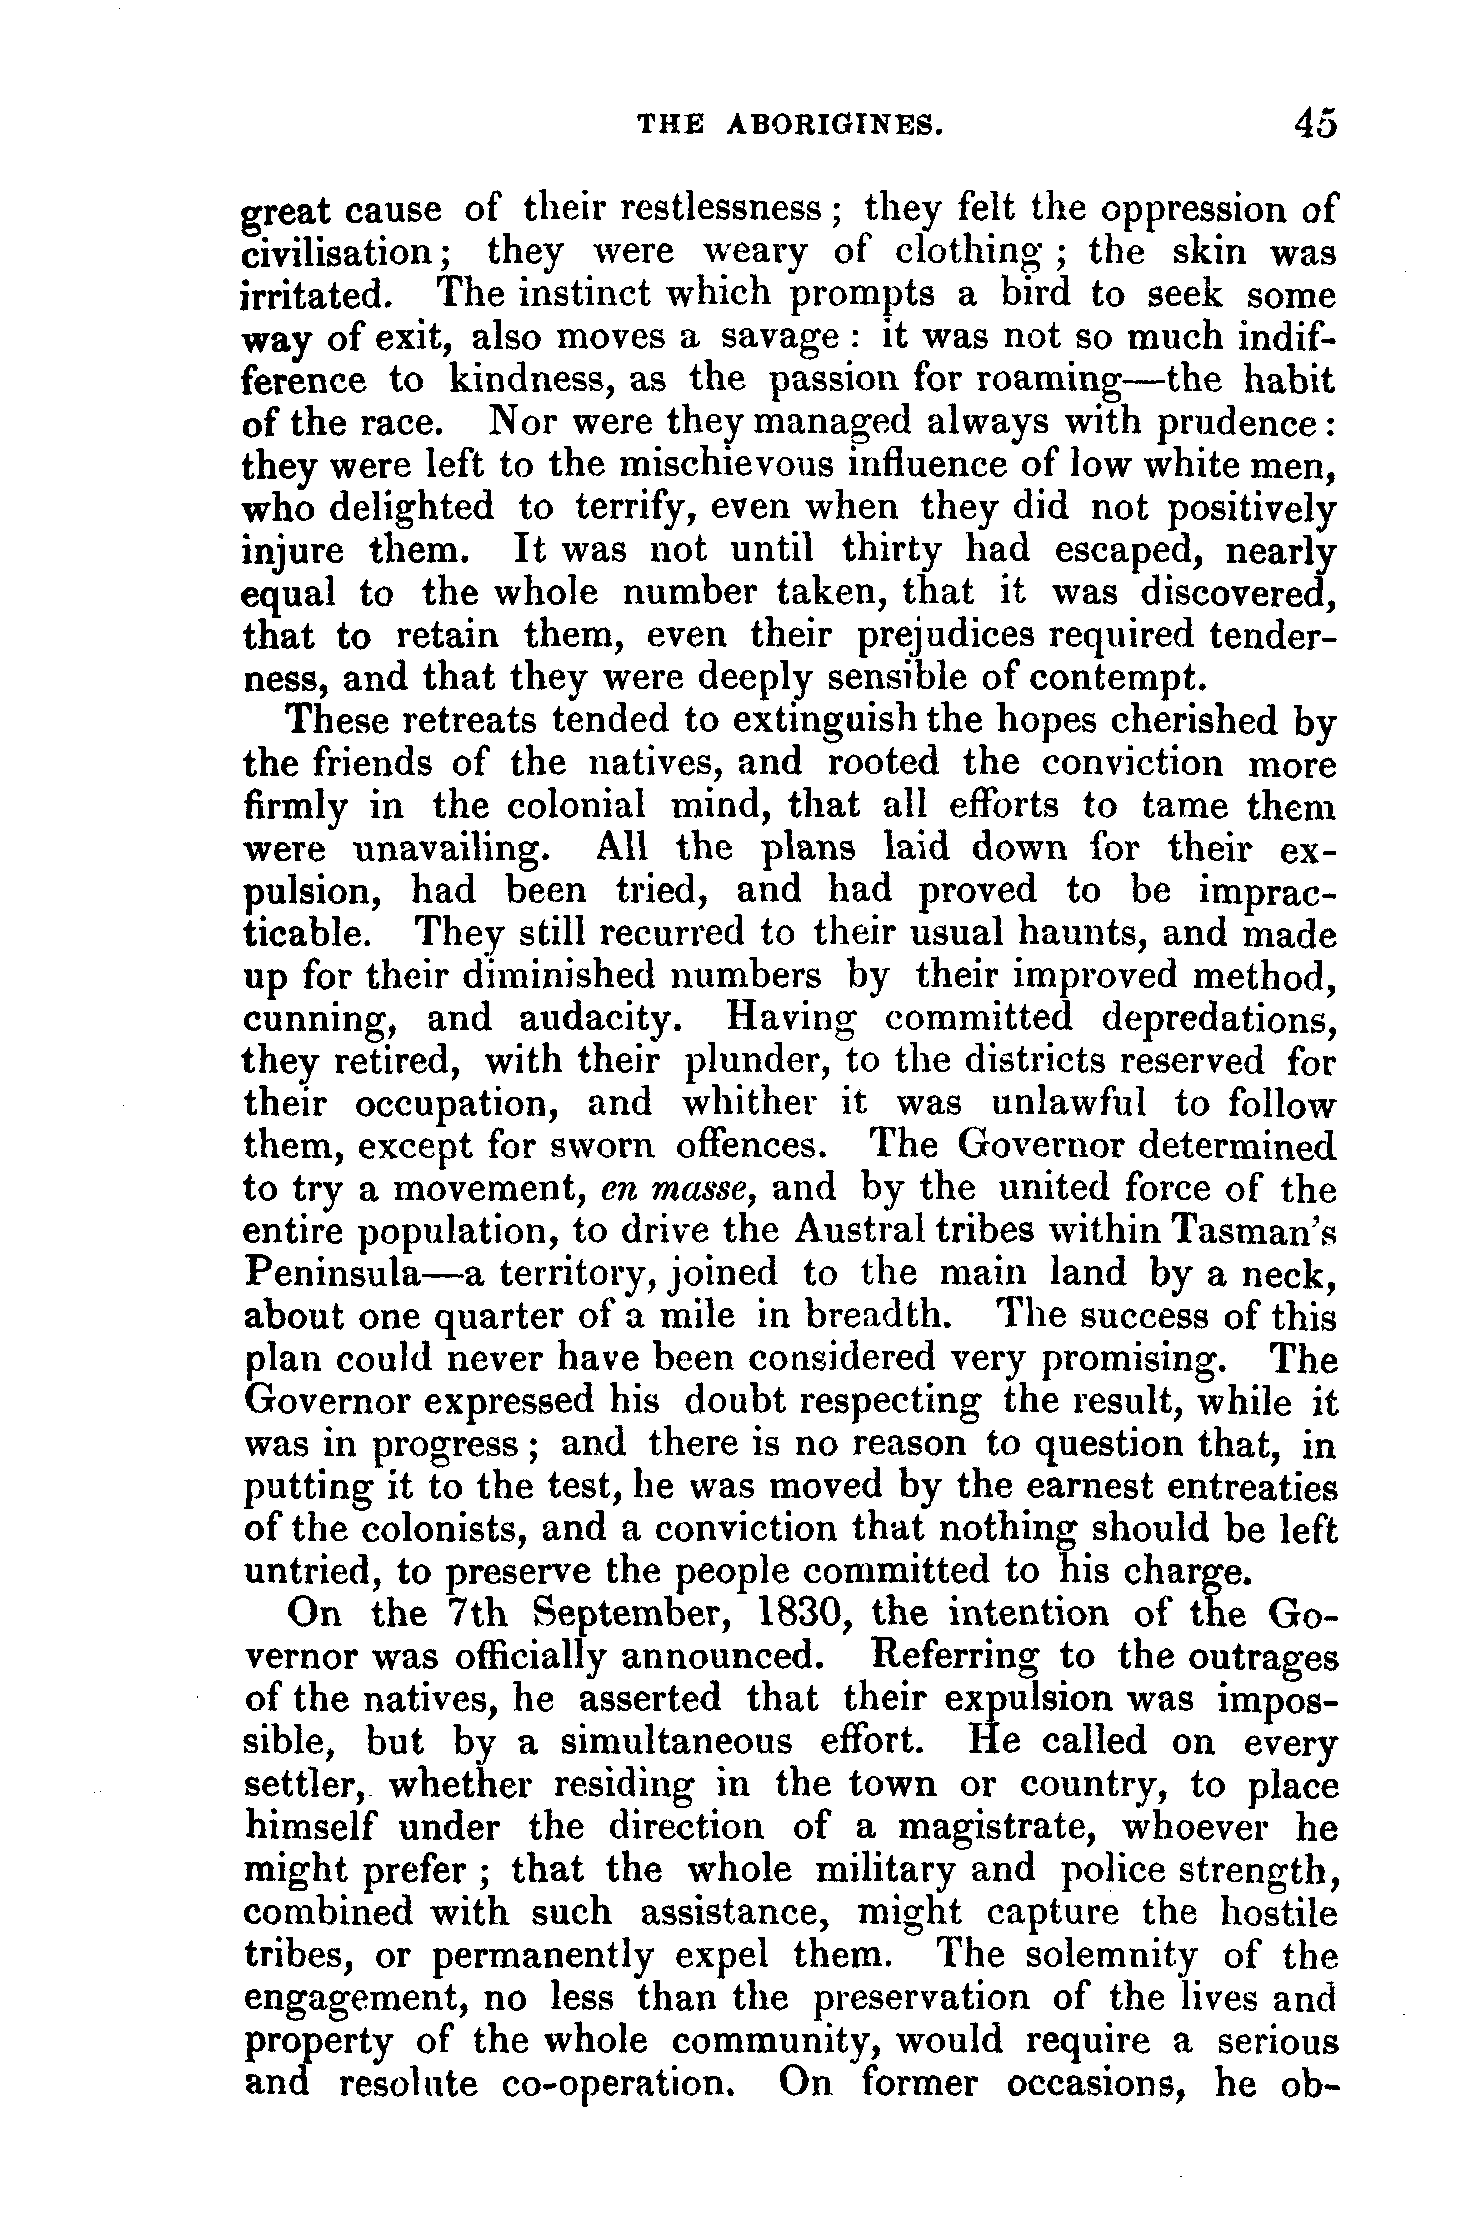 THE ABORIGINES. 45
great cause of their restlessness ; they felt the oppression of
civilisation ; they were weary of clothing ; the skin was
irritated. The instinct which prompts a bird to seek some
way of exit, also moves a savage : it was not so much indif-
ference to kindness, as the passion for roaming—the habit
of the race. Nor were they managed always with prudence :
they were left to the mischievous influence of low white men,
who delighted to terrify, even when they did not positively
injure them. It was not until thirty had escaped, nearly
equal to the whole number taken, that it was discovered,
that to retain them, even their prejudices required tender-
ness, and that they were deeply sensible of contempt.
These retreats tended to extinguish the hopes cherished by
the friends of the natives, and rooted the conviction more
firmly in the colonial mind, that all efforts to tame them
were unavailing. All the plans laid down for their ex-
pulsion, had been tried, and had proved to be imprac-
ticable. They still recurred to their usual haunts, and made
up for their diminished numbers by their improved method,
cunning, and audacity. Having committed depredations,
they retired, with their plunder, to the districts reserved for
their occupation, and whither it was unlawful to follow
them, except for sworn offences. The Governor determined
to try a movement, en masse, and by the united force of the
entire population, to drive the Austral tribes within Tasman's
Peninsula—a territory, joined to the main land by a neck,
about one quarter of a mile in breadth. The success of this
plan could never have been considered very promising. The
Governor expressed his doubt respecting the result, while it
was in progress ; and there is no reason to question that, in
putting it to the test, he was moved by the earnest entreaties
of the colonists, and a conviction that nothing should be left
untried, to preserve the people committed to his charge.
On the 7th September, 1830, the intention of the Go-
vernor was officially announced. Referring to the outrages
of the natives, he asserted that their expulsion was impos-
sible, but by a simultaneous effort. He called on every
settler, whether residing in the town or country, to place
himself under the direction of a magistrate, whoever he
might prefer ; that the whole military and police strength,
combined with such assistance, might capture the hostile
tribes, or permanently expel them. The solemnity of the
engagement, no less than the preservation of the lives and
property of the whole community, would require a serious
and resolute co-operation. On former occasions, he ob-